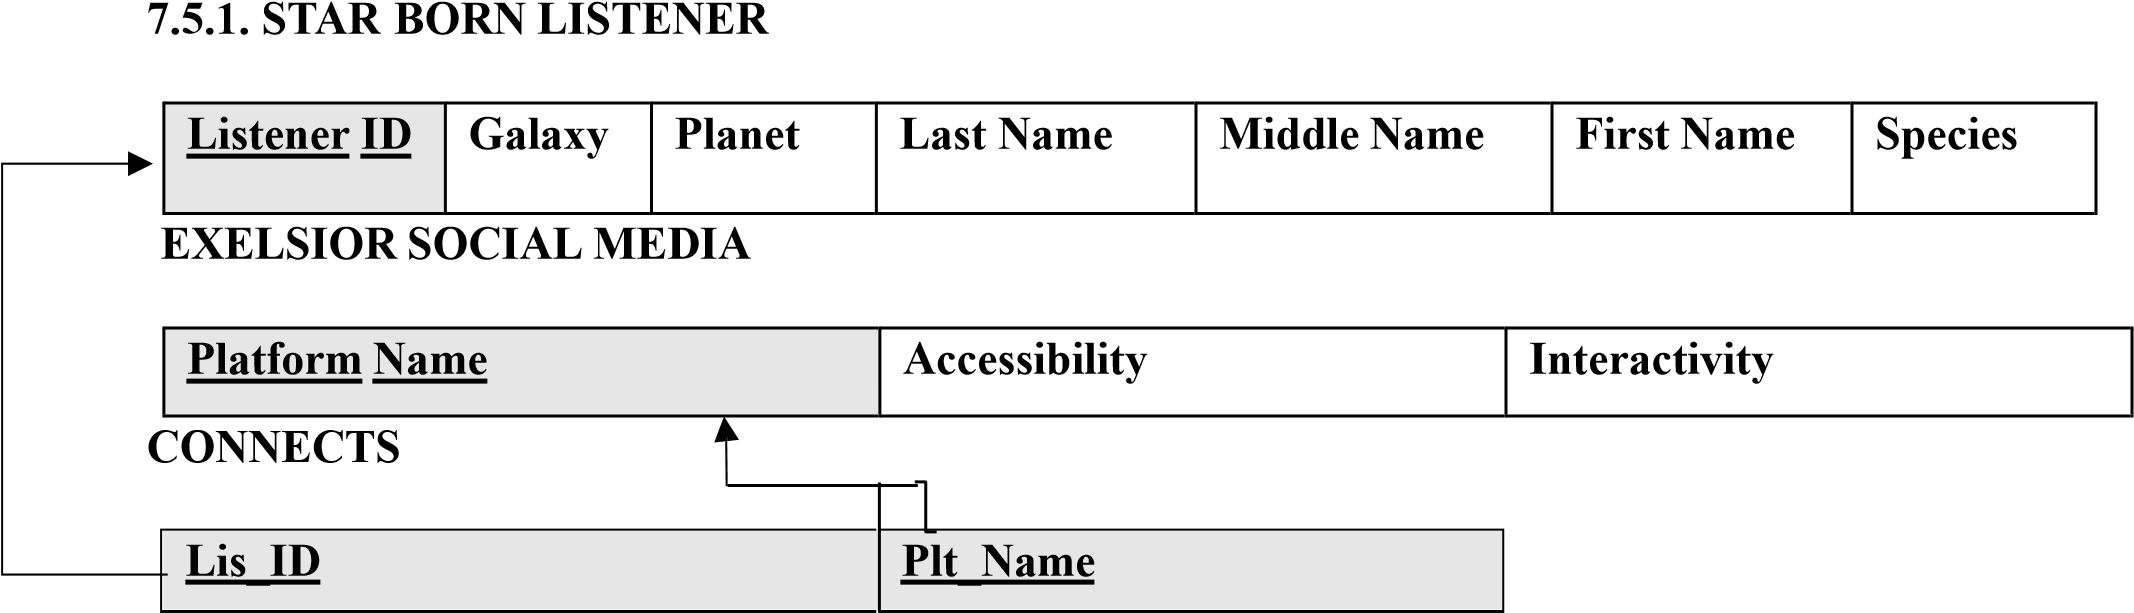 7.5.1. STAR BORN LISTENER
Listener ID Galaxy Planet Last Name Middle Name First Name Species
EXELSIOR SOCIAL MEDIA
Platform Name Accessibility Interactivity
CONNECTS
Lis_ID Plt_Name